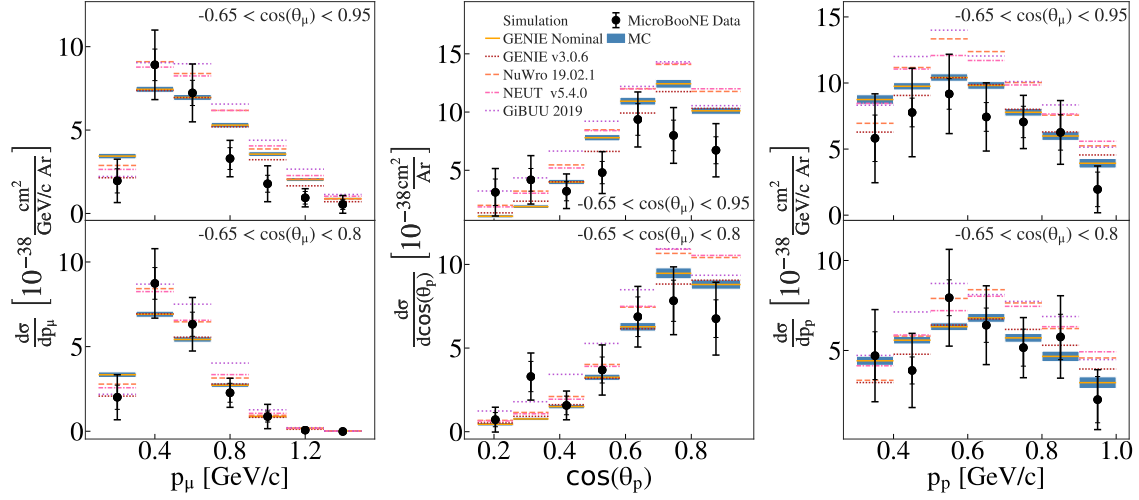 -0.65 < cos(θμ) < 0.95
10
5
0
dσ/dpμ [10⁻³⁸ cm²/GeV/c Ar]
-0.65 < cos(θμ) < 0.8
10
5
0
0.4 0.8 1.2
pμ [GeV/c]
Simulation
GENIE Nominal
GENIE v3.0.6
NuWro 19.02.1
NEUT v5.4.0
GiBUU 2019
MicroBooNE Data
MC
15
10
5
-0.65 < cos(θμ) < 0.95
dσ/dcos(θp) [10⁻³⁸ cm²/Ar]
-0.65 < cos(θμ) < 0.8
10
5
0
0.2 0.4 0.6 0.8
cos(θp)
-0.65 < cos(θμ) < 0.95
15
10
5
dσ/dpp [10⁻³⁸ cm²/GeV/c Ar]
-0.65 < cos(θμ) < 0.8
10
5
0.4 0.6 0.8 1.0
pp [GeV/c]